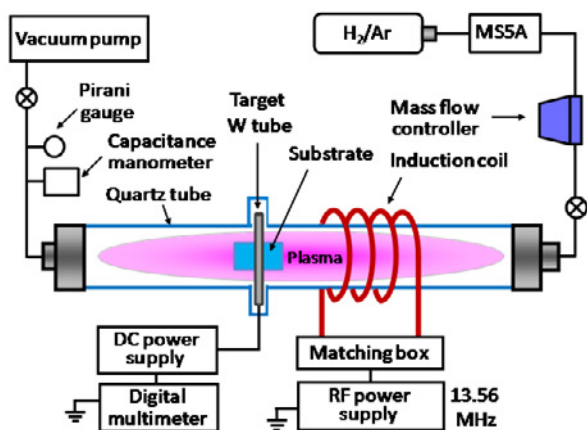 Vacuum pump
H₂/Ar
MS5A
Pirani
gauge
Target
W tube
Mass flow
controller
Capacitance
manometer
Substrate
Induction coil
Quartz tube
Plasma
DC power
supply
Matching box
Digital
multimeter
RF power
supply
13.56
MHz